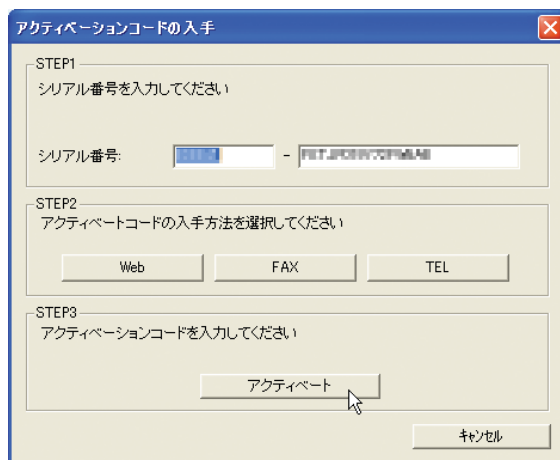 アクティベーションコードの入手
STEP1
シリアル番号を入力してください
シリアル番号: -
STEP2
アクティベートコードの入手方法を選択してください
Web FAX TEL
STEP3
アクティベーションコードを入力してください
アクティベート
キャンセル